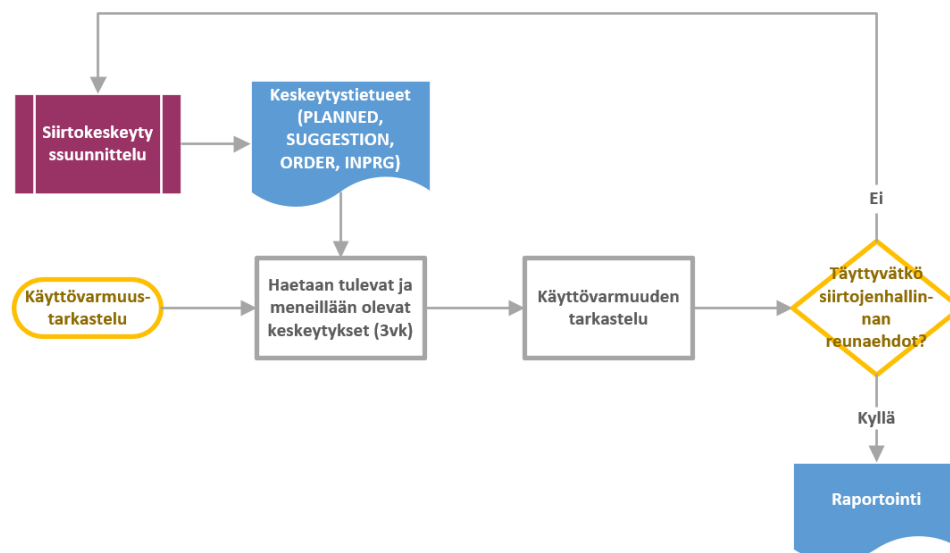 Siirtokeskeyty
ssuunnittelu
Keskeytystietueet
(PLANNED,
SUGGESTION,
ORDER, INPRG)
Ei
Käyttövarmuus-
tarkastelu
Haetaan tulevat ja
meneillään olevat
keskeytykset (3vk)
Käyttövarmuuden
tarkastelu
Täyttyvätkö
siirtojenhallin-
nan
reunaehdot?
Kyllä
Raportointi